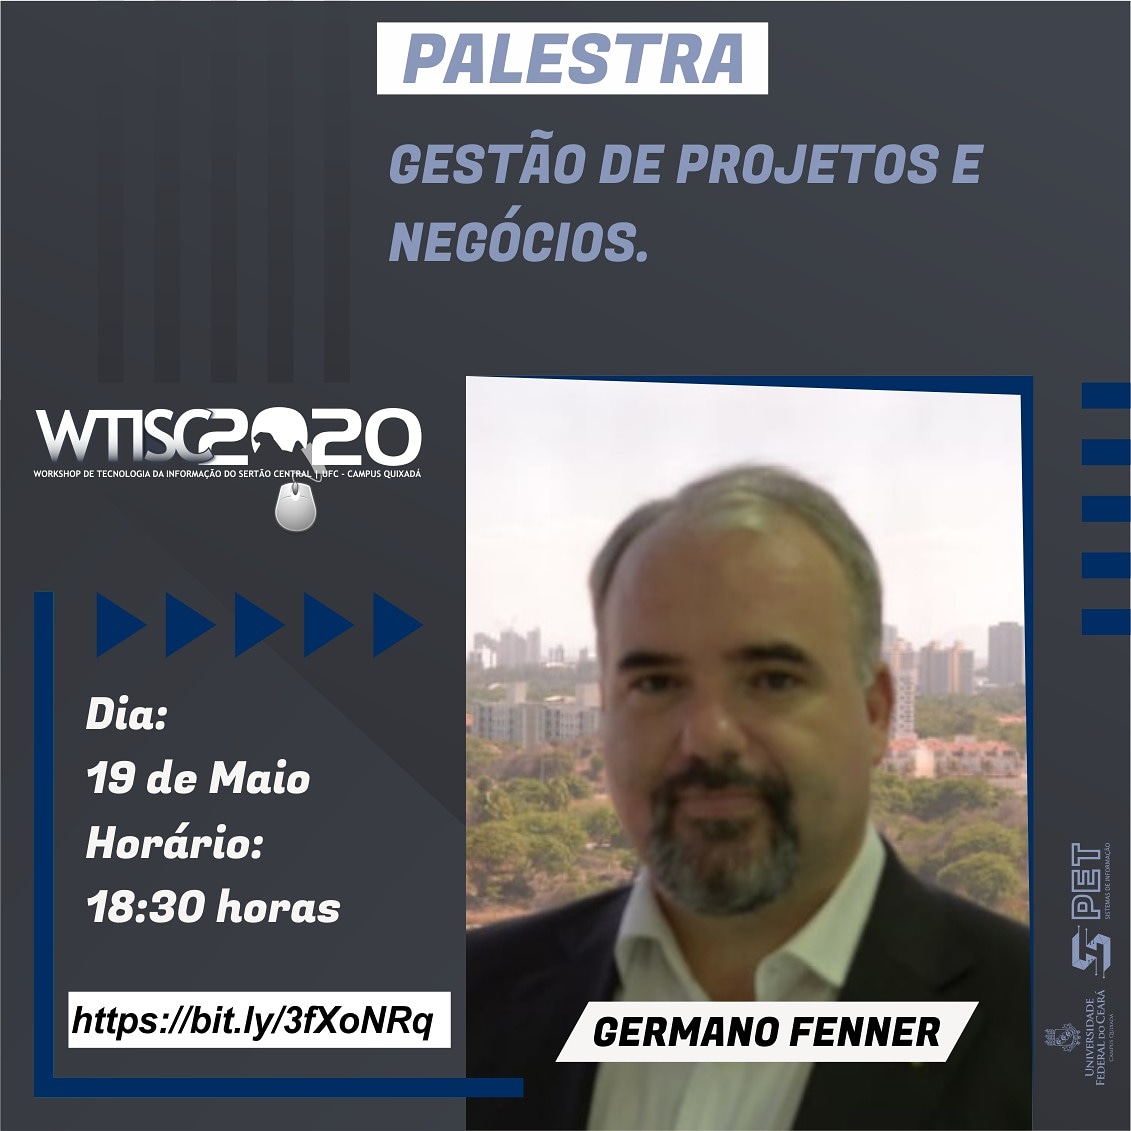 PALESTRA
GESTÃO DE PROJETOS E
NEGÓCIOS.
WTISC2020
WORKSHOP DE TECNOLOGIA DA INFORMAÇÃO DO SERTÃO CENTRAL | UFC - CAMPUS QUIXADÁ
Dia:
19 de Maio
Horário:
18:30 horas
https://bit.ly/3fXoNRq
GERMANO FENNER
PET
SISTEMAS DE INFORMAÇÃO
UNIVERSIDADE
FEDERAL DO CEARÁ
CAMPUS QUIXADÁ